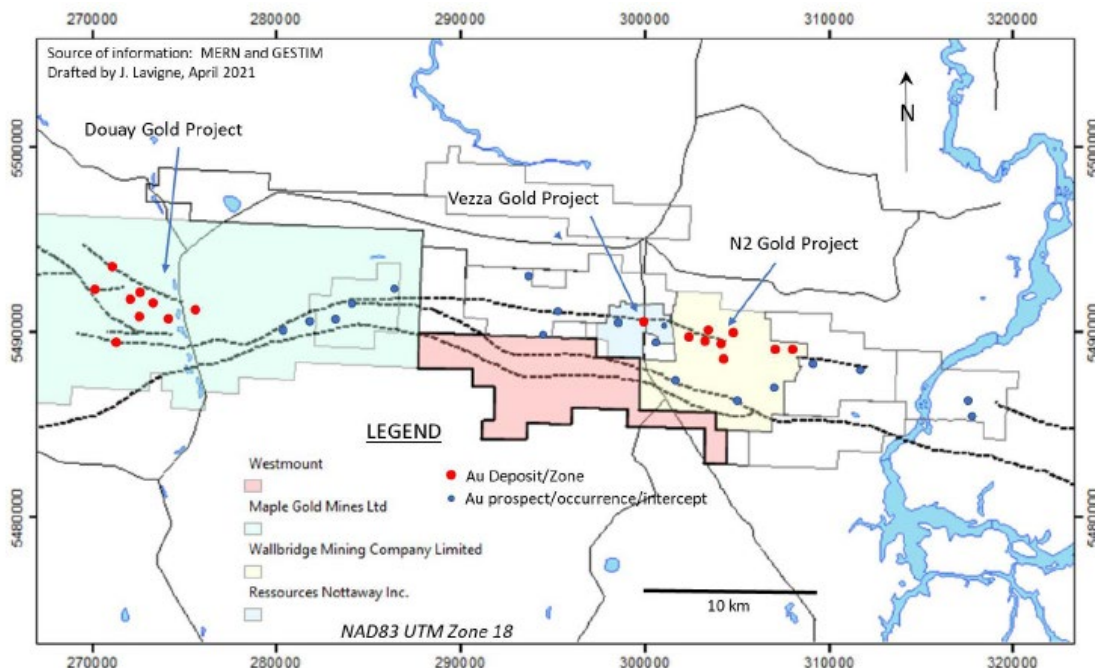 270000 280000 290000 300000 310000 320000
Source of information: MERN and GESTIM
Drafted by J. Lavigne, April 2021
N
Douay Gold Project
5500000 5500000
Vezza Gold Project
N2 Gold Project
5490000 5490000
LEGEND
Westmount
Au Deposit/Zone
Au prospect/occurrence/intercept
Maple Gold Mines Ltd
5480000 5480000
Wallbridge Mining Company Limited
Ressources Nottaway Inc.
10 km
NAD83 UTM Zone 18
270000 280000 290000 300000 310000 320000